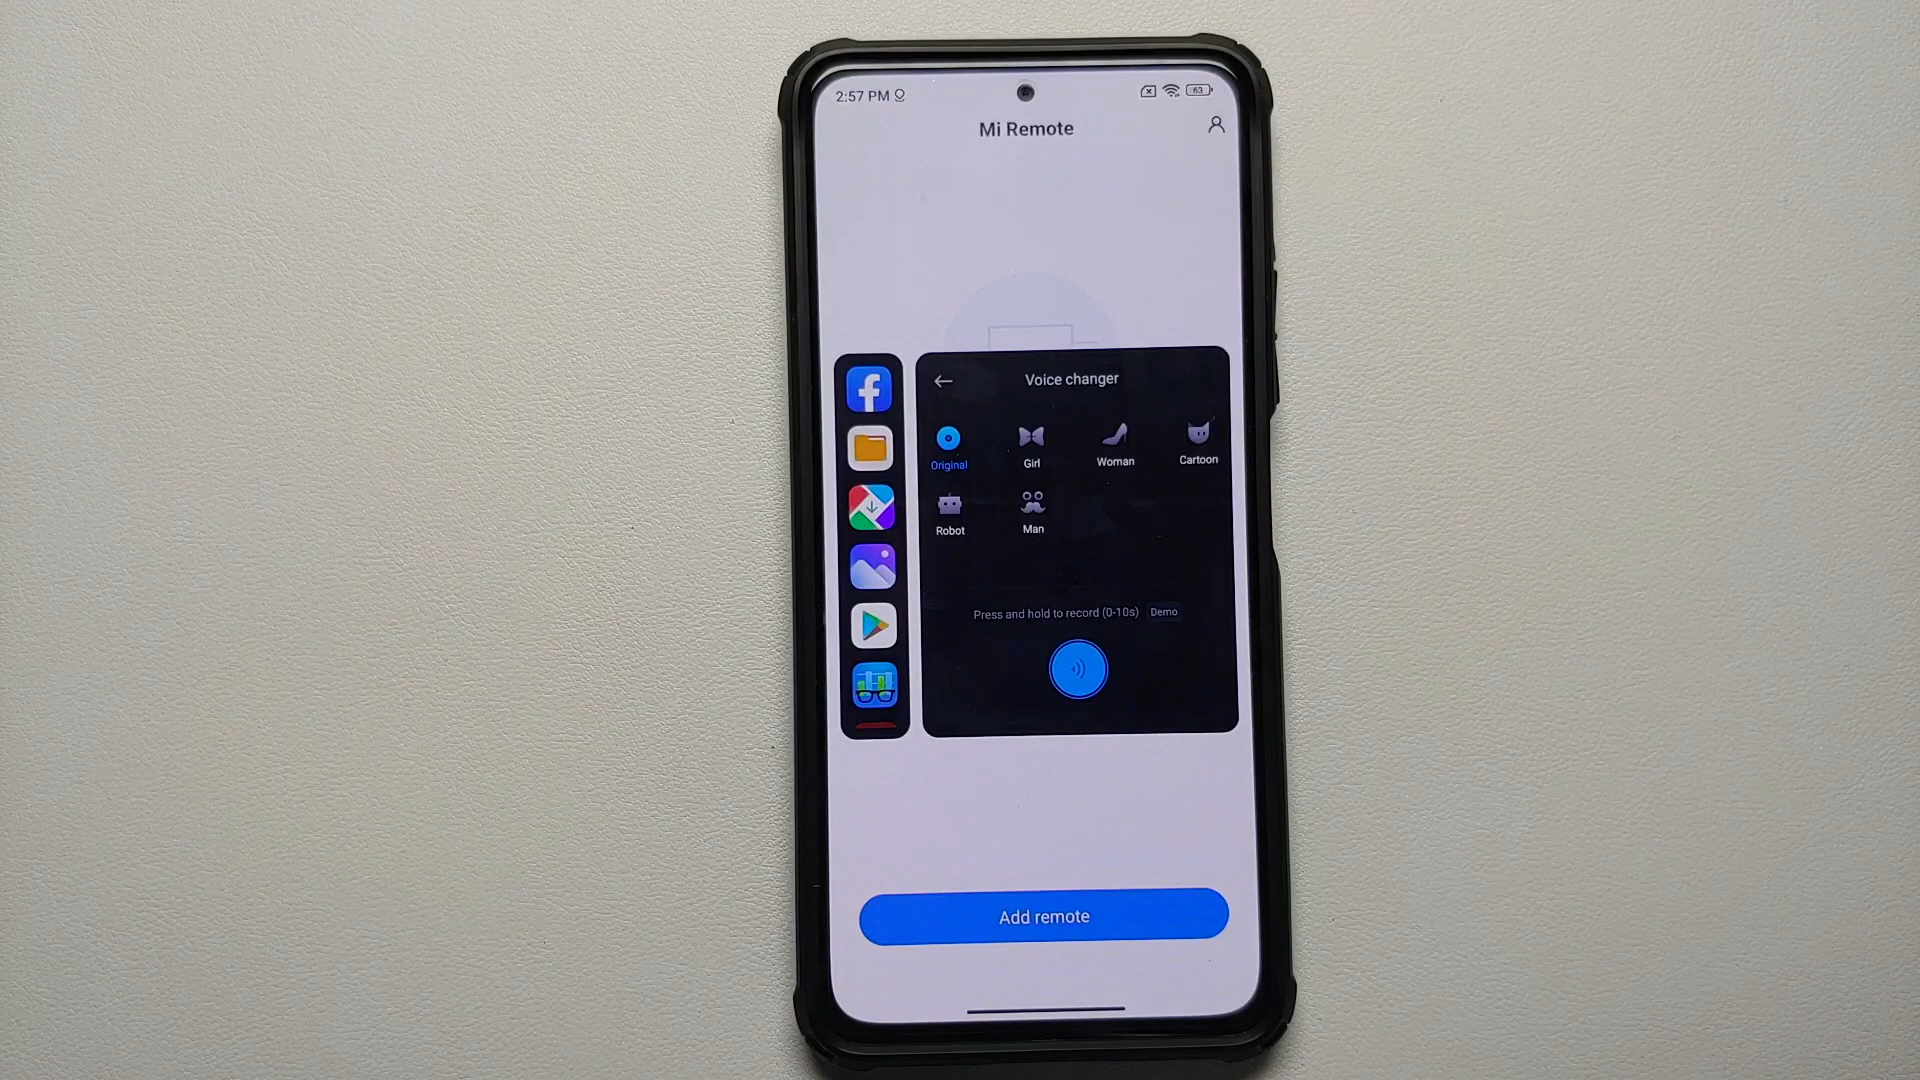 2:57 PM
63
Mi Remote
Voice changer
Original
Girl
Woman
Cartoon
Robot
Man
Press and hold to record (0-10s) Demo
Add remote